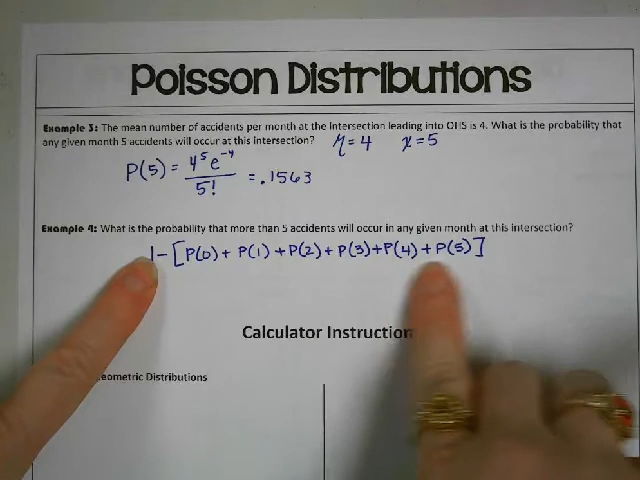 Poisson Distributions
Example 3: The mean number of accidents per month at the intersection leading into OHS is 4. What is the probability that
any given month 5 accidents will occur at this intersection? μ=4 x=5
P(5) = 4⁵e⁻⁴ / 5! = .1563
Example 4: What is the probability that more than 5 accidents will occur in any given month at this intersection?
1-[P(0)+P(1)+P(2)+P(3)+P(4)+P(5)]
Calculator Instruction
eometric Distributions